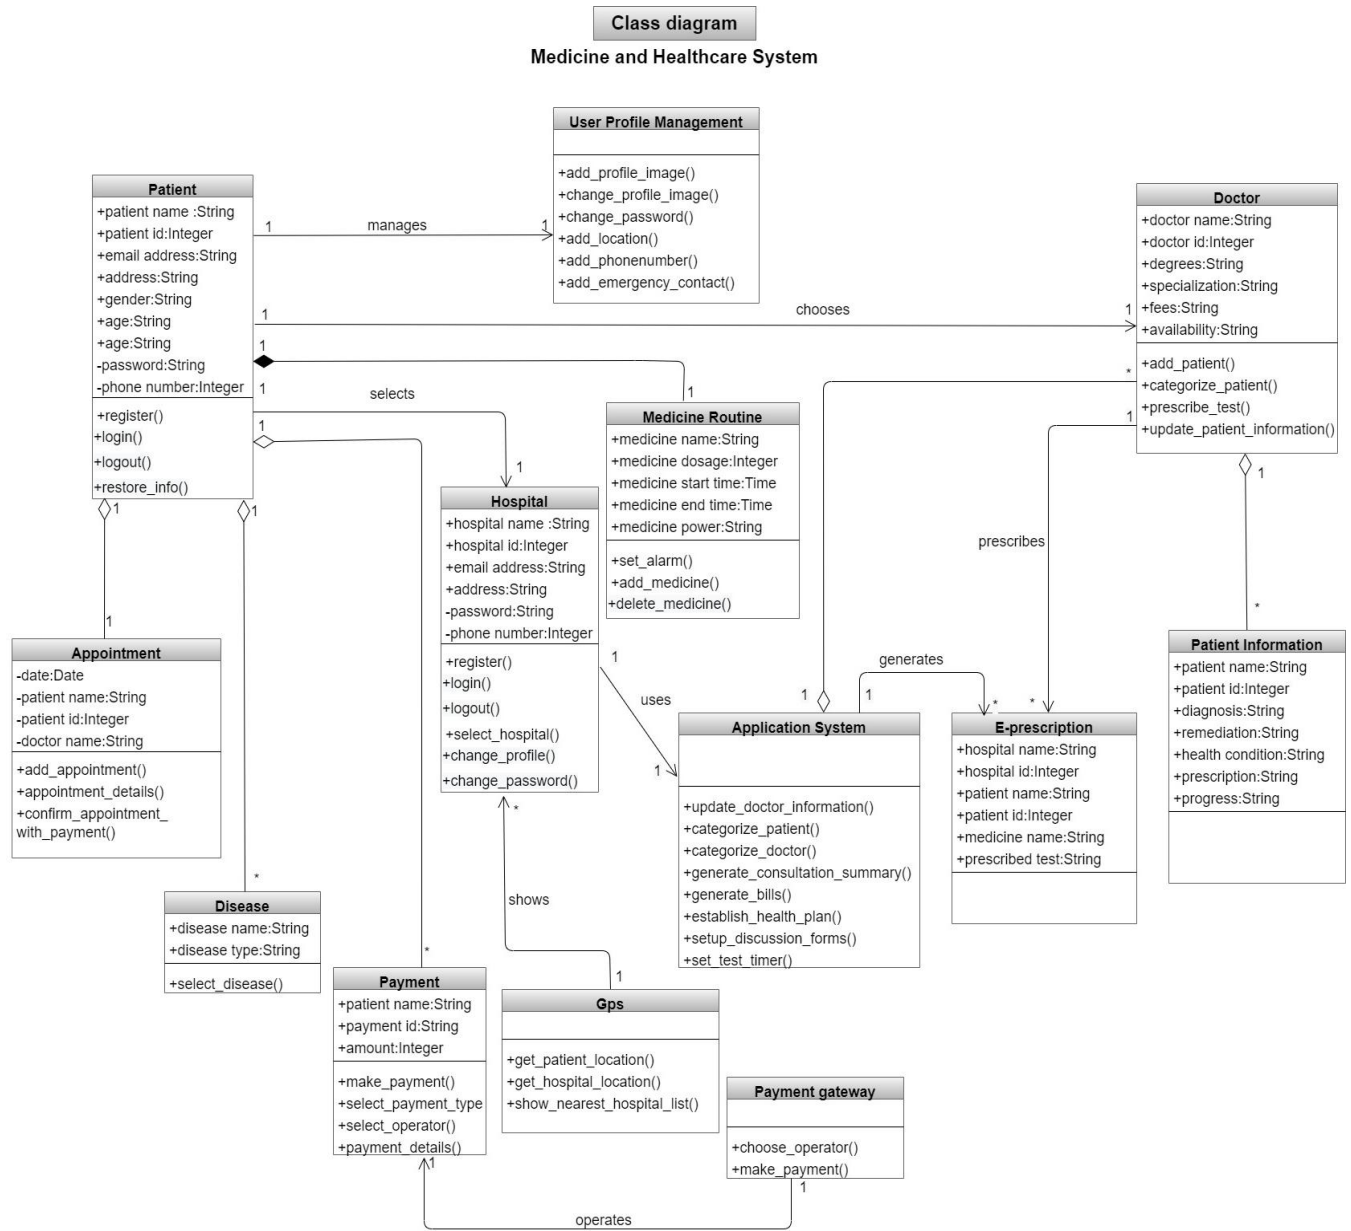 Class diagram
Medicine and Healthcare System
User Profile Management
+add_profile_image()
+change_profile_image()
+change_password()
+add_location()
+add_phonenumber()
+add_emergency_contact()
Patient
+patient name :String
+patient id:Integer
+email address:String
+address:String
+gender:String
+age:String
+age:String
-password:String
-phone number:Integer
+register()
+login()
+logout()
+restore_info()
1
manages
1
Doctor
+doctor name:String
+doctor id:Integer
+degrees:String
+specialization:String
+fees:String
+availability:String
+add_patient()
+categorize_patient()
+prescribe_test()
+update_patient_information()
1
chooses
1
1
1
1
selects
1
1
*
1
1
*
1
*
Medicine Routine
+medicine name:String
+medicine dosage:Integer
+medicine start time:Time
+medicine end time:Time
+medicine power:String
+set_alarm()
+add_medicine()
+delete_medicine()
Hospital
+hospital name :String
+hospital id:Integer
+email address:String
+address:String
-password:String
-phone number:Integer
+register()
+login()
+logout()
+select_hospital()
+change_profile()
+change_password()
*
1
prescribes
*
1
*
1
1
Appointment
-date:Date
-patient name:String
-patient id:Integer
-doctor name:String
+add_appointment()
+appointment_details()
+confirm_appointment_
with_payment()
Patient Information
+patient name:String
+patient id:Integer
+diagnosis:String
+remediation:String
+health condition:String
+prescription:String
+progress:String
1
uses
1
1
generates
*
Application System
+update_doctor_information()
+categorize_patient()
+categorize_doctor()
+generate_consultation_summary()
+generate_bills()
+establish_health_plan()
+setup_discussion_forms()
+set_test_timer()
E-prescription
+hospital name:String
+hospital id:Integer
+patient name:String
+patient id:Integer
+medicine name:String
+prescribed test:String
Disease
+disease name:String
+disease type:String
+select_disease()
*
shows
1
Payment
+patient name:String
+payment id:String
+amount:Integer
+make_payment()
+select_payment_type
+select_operator()
+payment_details()
Gps
+get_patient_location()
+get_hospital_location()
+show_nearest_hospital_list()
Payment gateway
+choose_operator()
+make_payment()
1
operates
1